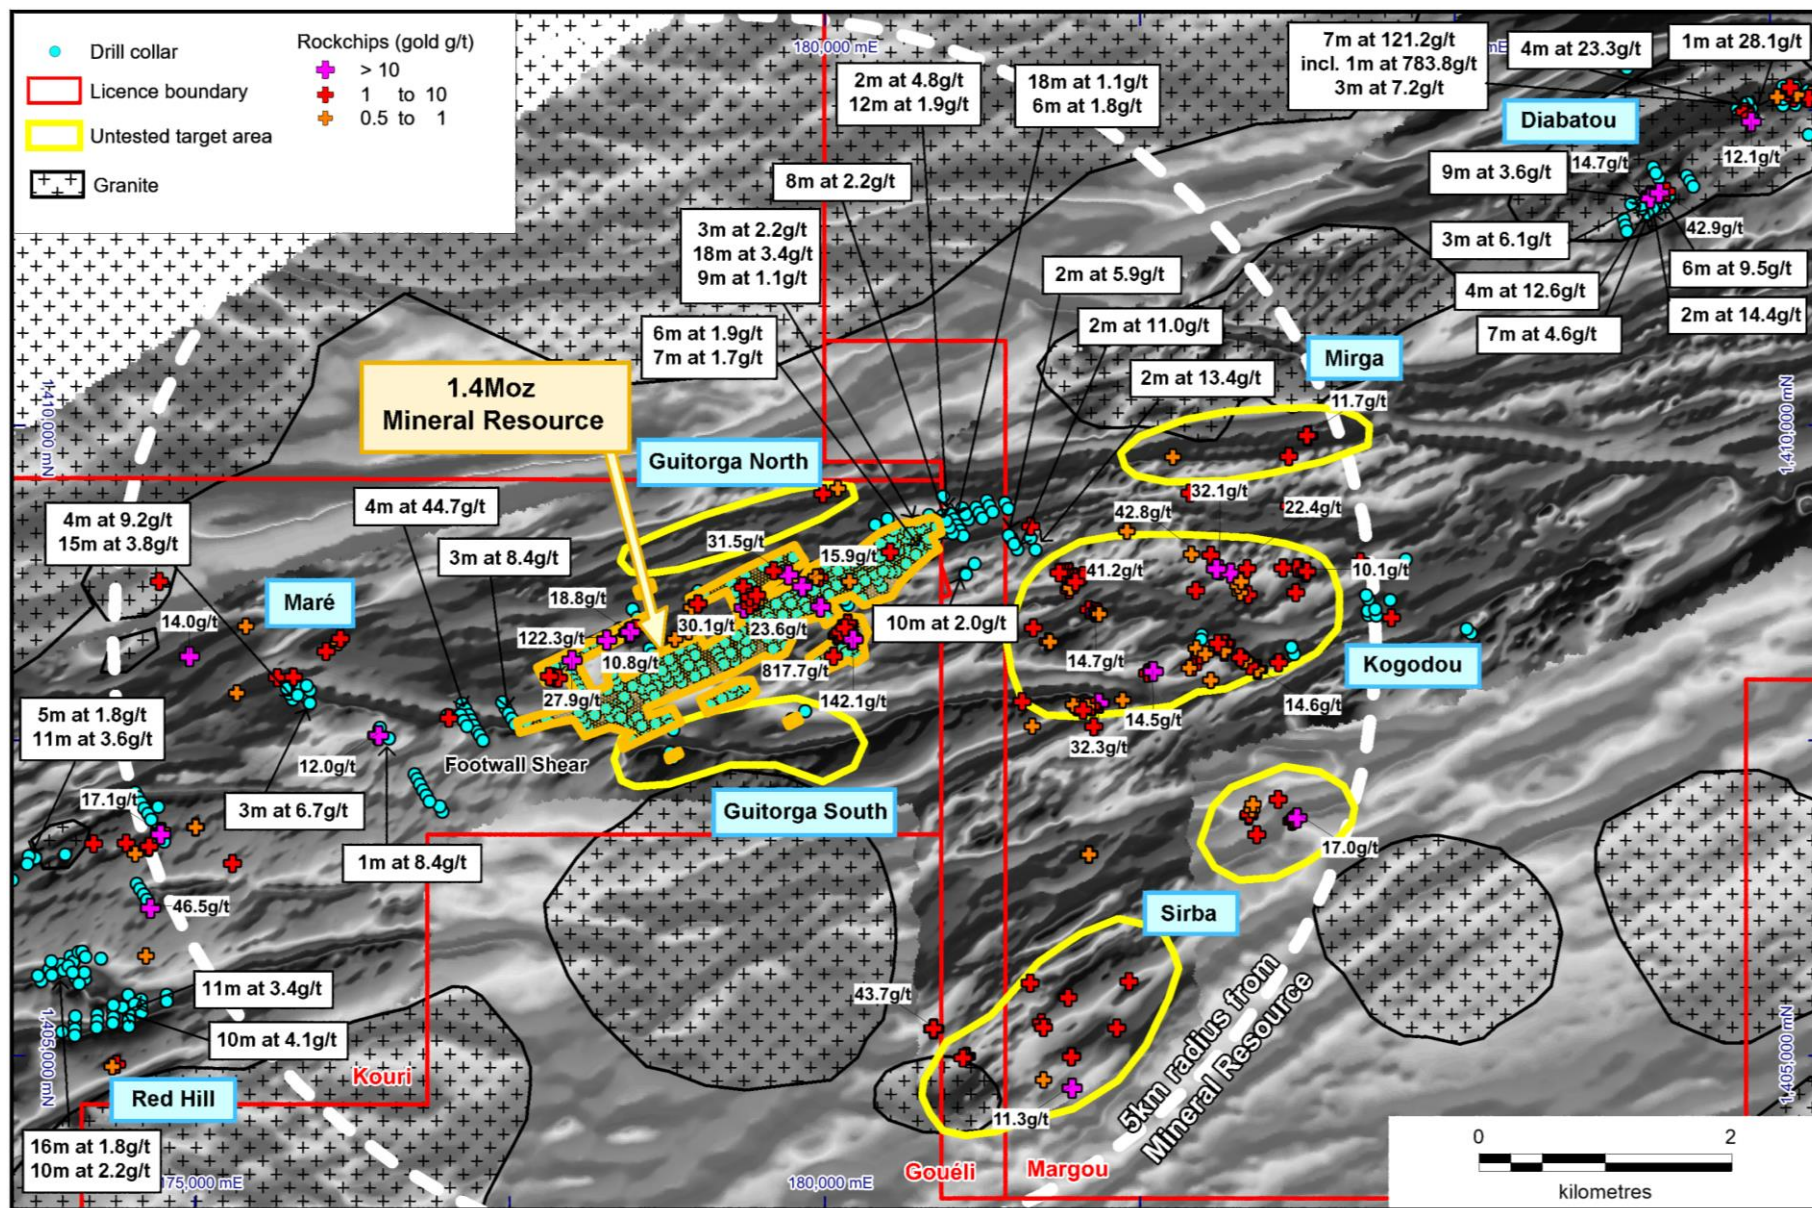 Drill collar
Licence boundary
Untested target area
Granite
Rockchips (gold g/t)
> 10
1 to 10
0.5 to 1
180,000 mE
mE
2m at 4.8g/t
12m at 1.9g/t
18m at 1.1g/t
6m at 1.8g/t
7m at 121.2g/t
incl. 1m at 783.8g/t
3m at 7.2g/t
4m at 23.3g/t
1m at 28.1g/t
Diabatou
12.1g/t
14.7g/t
9m at 3.6g/t
8m at 2.2g/t
3m at 2.2g/t
18m at 3.4g/t
9m at 1.1g/t
42.9g/t
3m at 6.1g/t
6m at 9.5g/t
2m at 5.9g/t
4m at 12.6g/t
2m at 14.4g/t
7m at 4.6g/t
6m at 1.9g/t
7m at 1.7g/t
2m at 11.0g/t
Mirga
2m at 13.4g/t
11.7g/t
1.4Moz
Mineral Resource
1,410,000 mN
1,410,000 mN
Guitorga North
32.1g/t
22.4g/t
42.8g/t
4m at 9.2g/t
15m at 3.8g/t
4m at 44.7g/t
3m at 8.4g/t
31.5g/t
15.9g/t
41.2g/t
10.1g/t
Maré
18.8g/t
14.0g/t
122.3g/t
30.1g/t
123.6g/t
10m at 2.0g/t
10.8g/t
817.7g/t
14.7g/t
Kogodou
27.9g/t
142.1g/t
14.5g/t
14.6g/t
32.3g/t
5m at 1.8g/t
11m at 3.6g/t
12.0g/t
Footwall Shear
17.1g/t
3m at 6.7g/t
Guitorga South
1m at 8.4g/t
17.0g/t
46.5g/t
Sirba
11m at 3.4g/t
10m at 4.1g/t
43.7g/t
5km radius from
Mineral Resource
1,405,000 mN
1,405,000 mN
Kouri
Red Hill
11.3g/t
16m at 1.8g/t
10m at 2.2g/t
175,000 mE
180,000 mE
Gouéli
Margou
0 2
kilometres